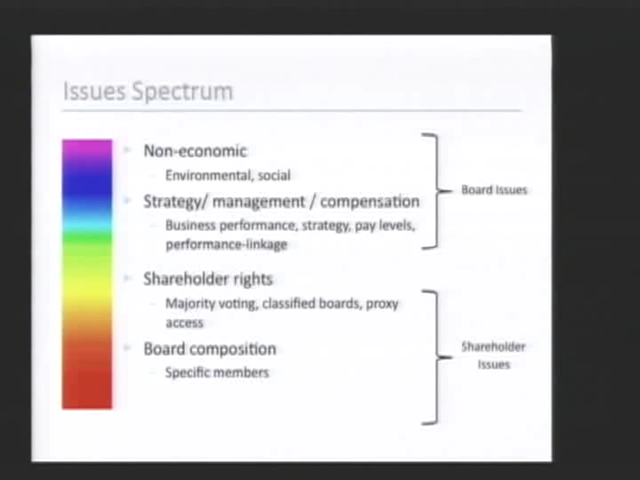 Issues Spectrum
Non-economic
Environmental, social
Strategy/ management / compensation
Business performance, strategy, pay levels,
performance-linkage
Board Issues
Shareholder rights
Majority voting, classified boards, proxy
access
Board composition
Specific members
Shareholder
Issues